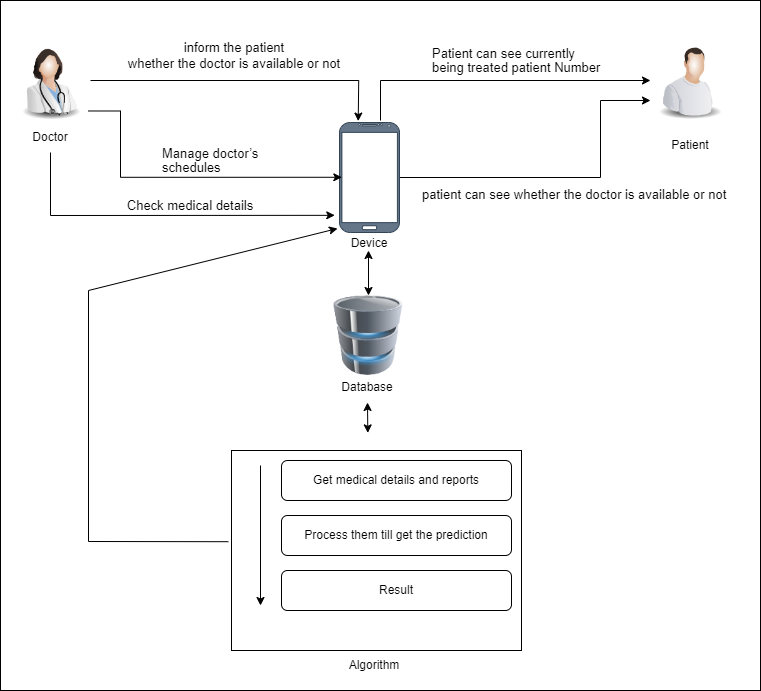 inform the patient
whether the doctor is available or not
Patient can see currently
being treated patient Number
Doctor
Patient
Manage doctor's
schedules
patient can see whether the doctor is available or not
Check medical details
Device
Database
Get medical details and reports
Process them till get the prediction
Result
Algorithm